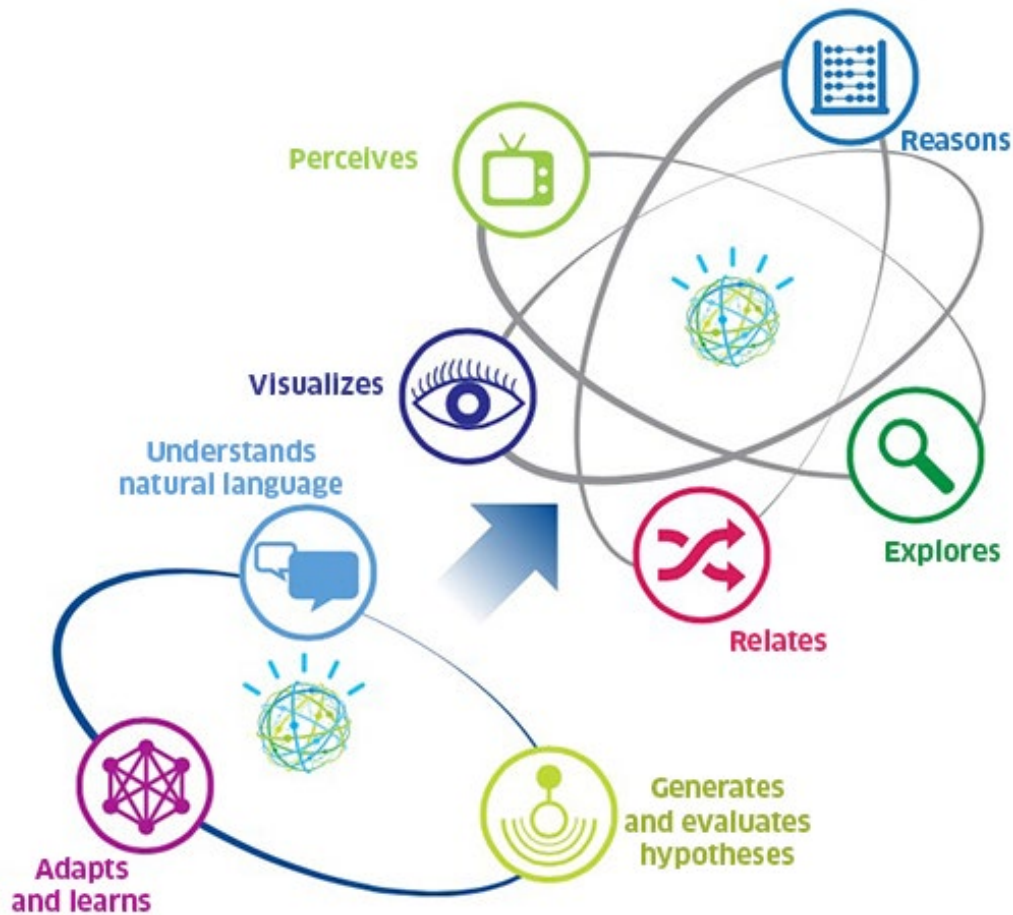 Reasons
Perceives
Visualizes
Understands
natural language
Explores
Relates
Generates
and evaluates
hypotheses
Adapts
and learns